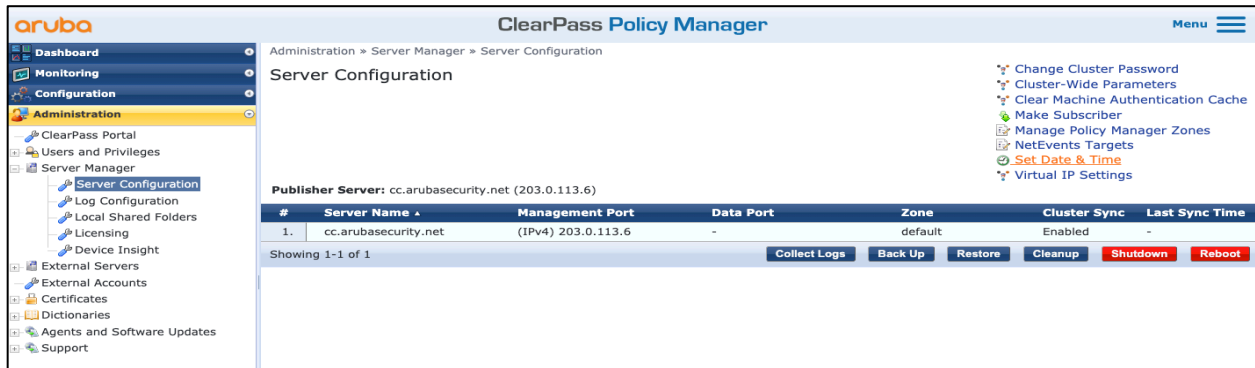 aruba
ClearPass Policy Manager
Menu
Dashboard
Monitoring
Configuration
Administration
ClearPass Portal
Users and Privileges
Server Manager
Server Configuration
Log Configuration
Local Shared Folders
Licensing
Device Insight
External Servers
External Accounts
Certificates
Dictionaries
Agents and Software Updates
Support
Administration » Server Manager » Server Configuration
Server Configuration
Change Cluster Password
Cluster-Wide Parameters
Clear Machine Authentication Cache
Make Subscriber
Manage Policy Manager Zones
NetEvents Targets
Set Date & Time
Virtual IP Settings
Publisher Server: cc.arubasecurity.net (203.0.113.6)
# Server Name Management Port Data Port Zone Cluster Sync Last Sync Time
1. cc.arubasecurity.net (IPv4) 203.0.113.6 - default Enabled -
Showing 1-1 of 1 Collect Logs Back Up Restore Cleanup Shutdown Reboot